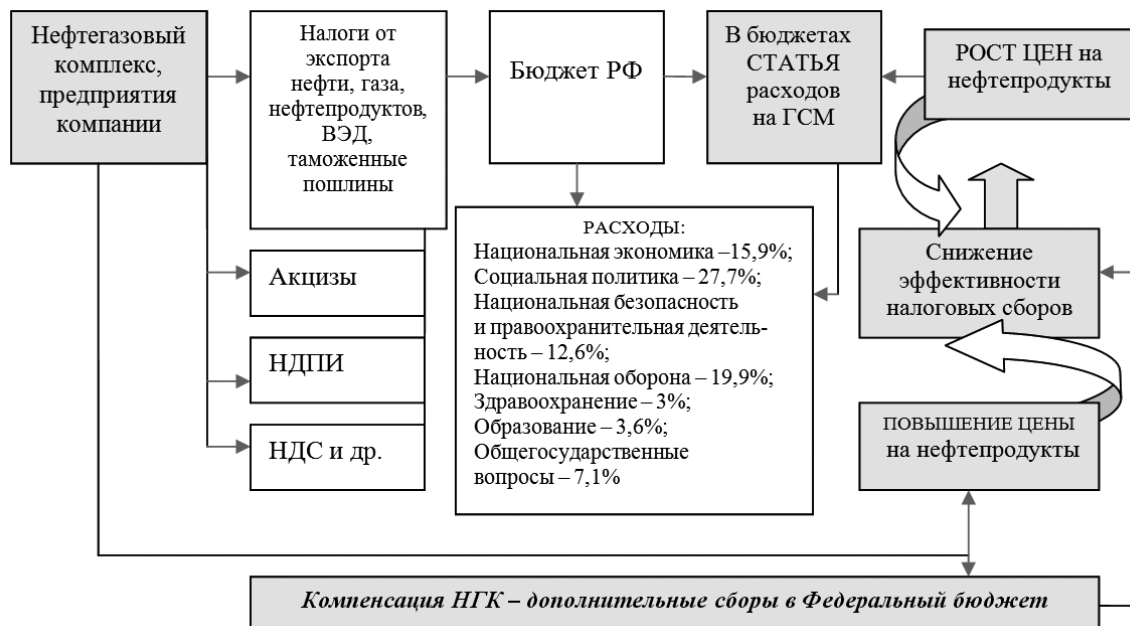 Нефтегазовый
комплекс,
предприятия
компании
Налоги от
экспорта
нефти, газа,
нефтепродуктов,
ВЭД,
таможенные
пошлины
Бюджет РФ
В бюджетах
СТАТЬЯ
расходов
на ГСМ
РОСТ ЦЕН на
нефтепродукты
Акцизы
НДПИ
НДС и др.
РАСХОДЫ:
Национальная экономика –15,9%;
Социальная политика – 27,7%;
Национальная безопасность
и правоохранительная деятель-
ность – 12,6%;
Национальная оборона – 19,9%;
Здравоохранение – 3%;
Образование – 3,6%;
Общегосударственные
вопросы – 7,1%
Снижение
эффективности
налоговых сборов
ПОВЫШЕНИЕ ЦЕНЫ
на нефтепродукты
Компенсация НГК – дополнительные сборы в Федеральный бюджет